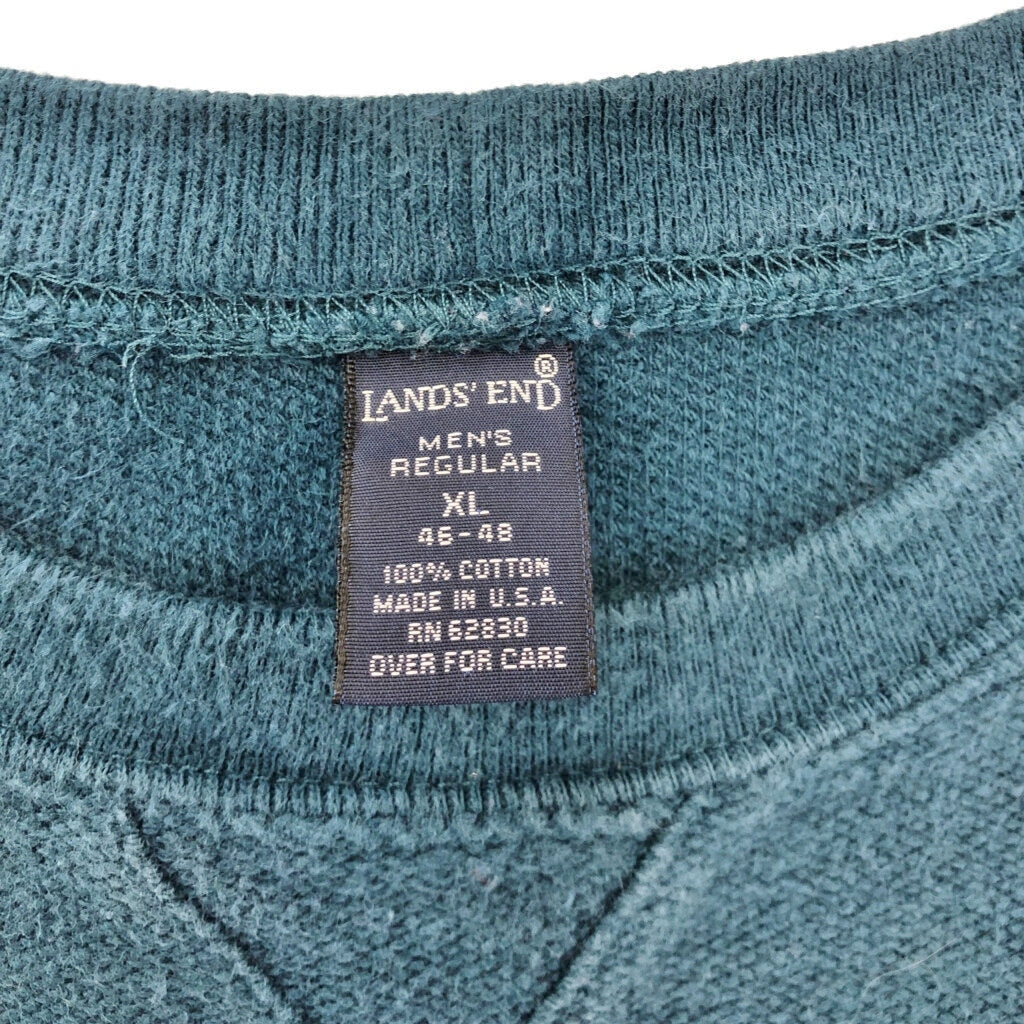 LANDS' END®
MEN'S
REGULAR
XL
46-48
100% COTTON
MADE IN U.S.A.
RN 62830
OVER FOR CARE